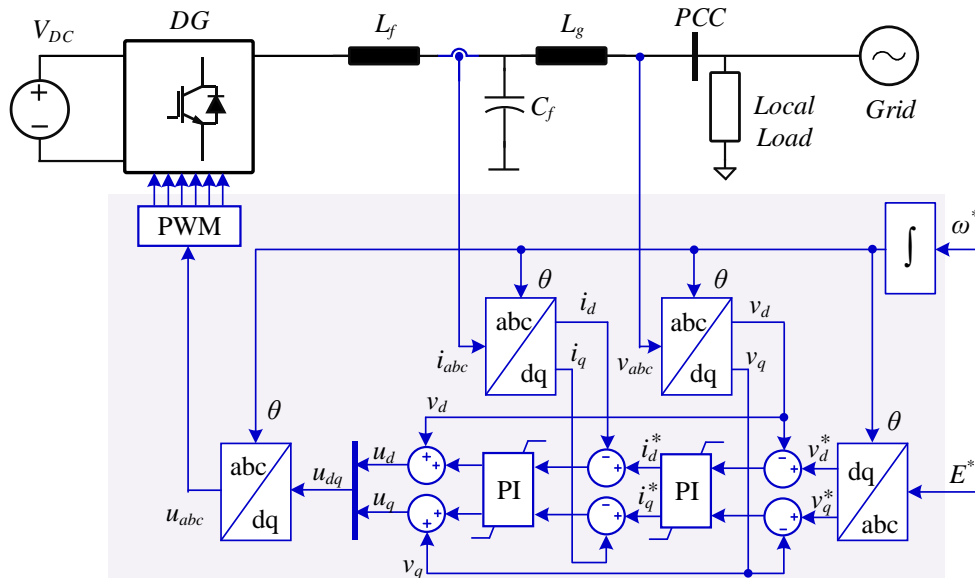 V_DC
DG
L_f
L_g
PCC
C_f
Local
Load
Grid
PWM
ω*
∫
θ
θ
abc
dq
i_d
i_q
i_abc
abc
dq
v_d
v_q
v_abc
θ
θ
v_d
abc
dq
u_dq
u_abc
u_d
u_q
+
+
+
+
v_q
PI
−
−
i_d*
i_q*
PI
−
−
v_d*
v_q*
dq
abc
E*
+
−